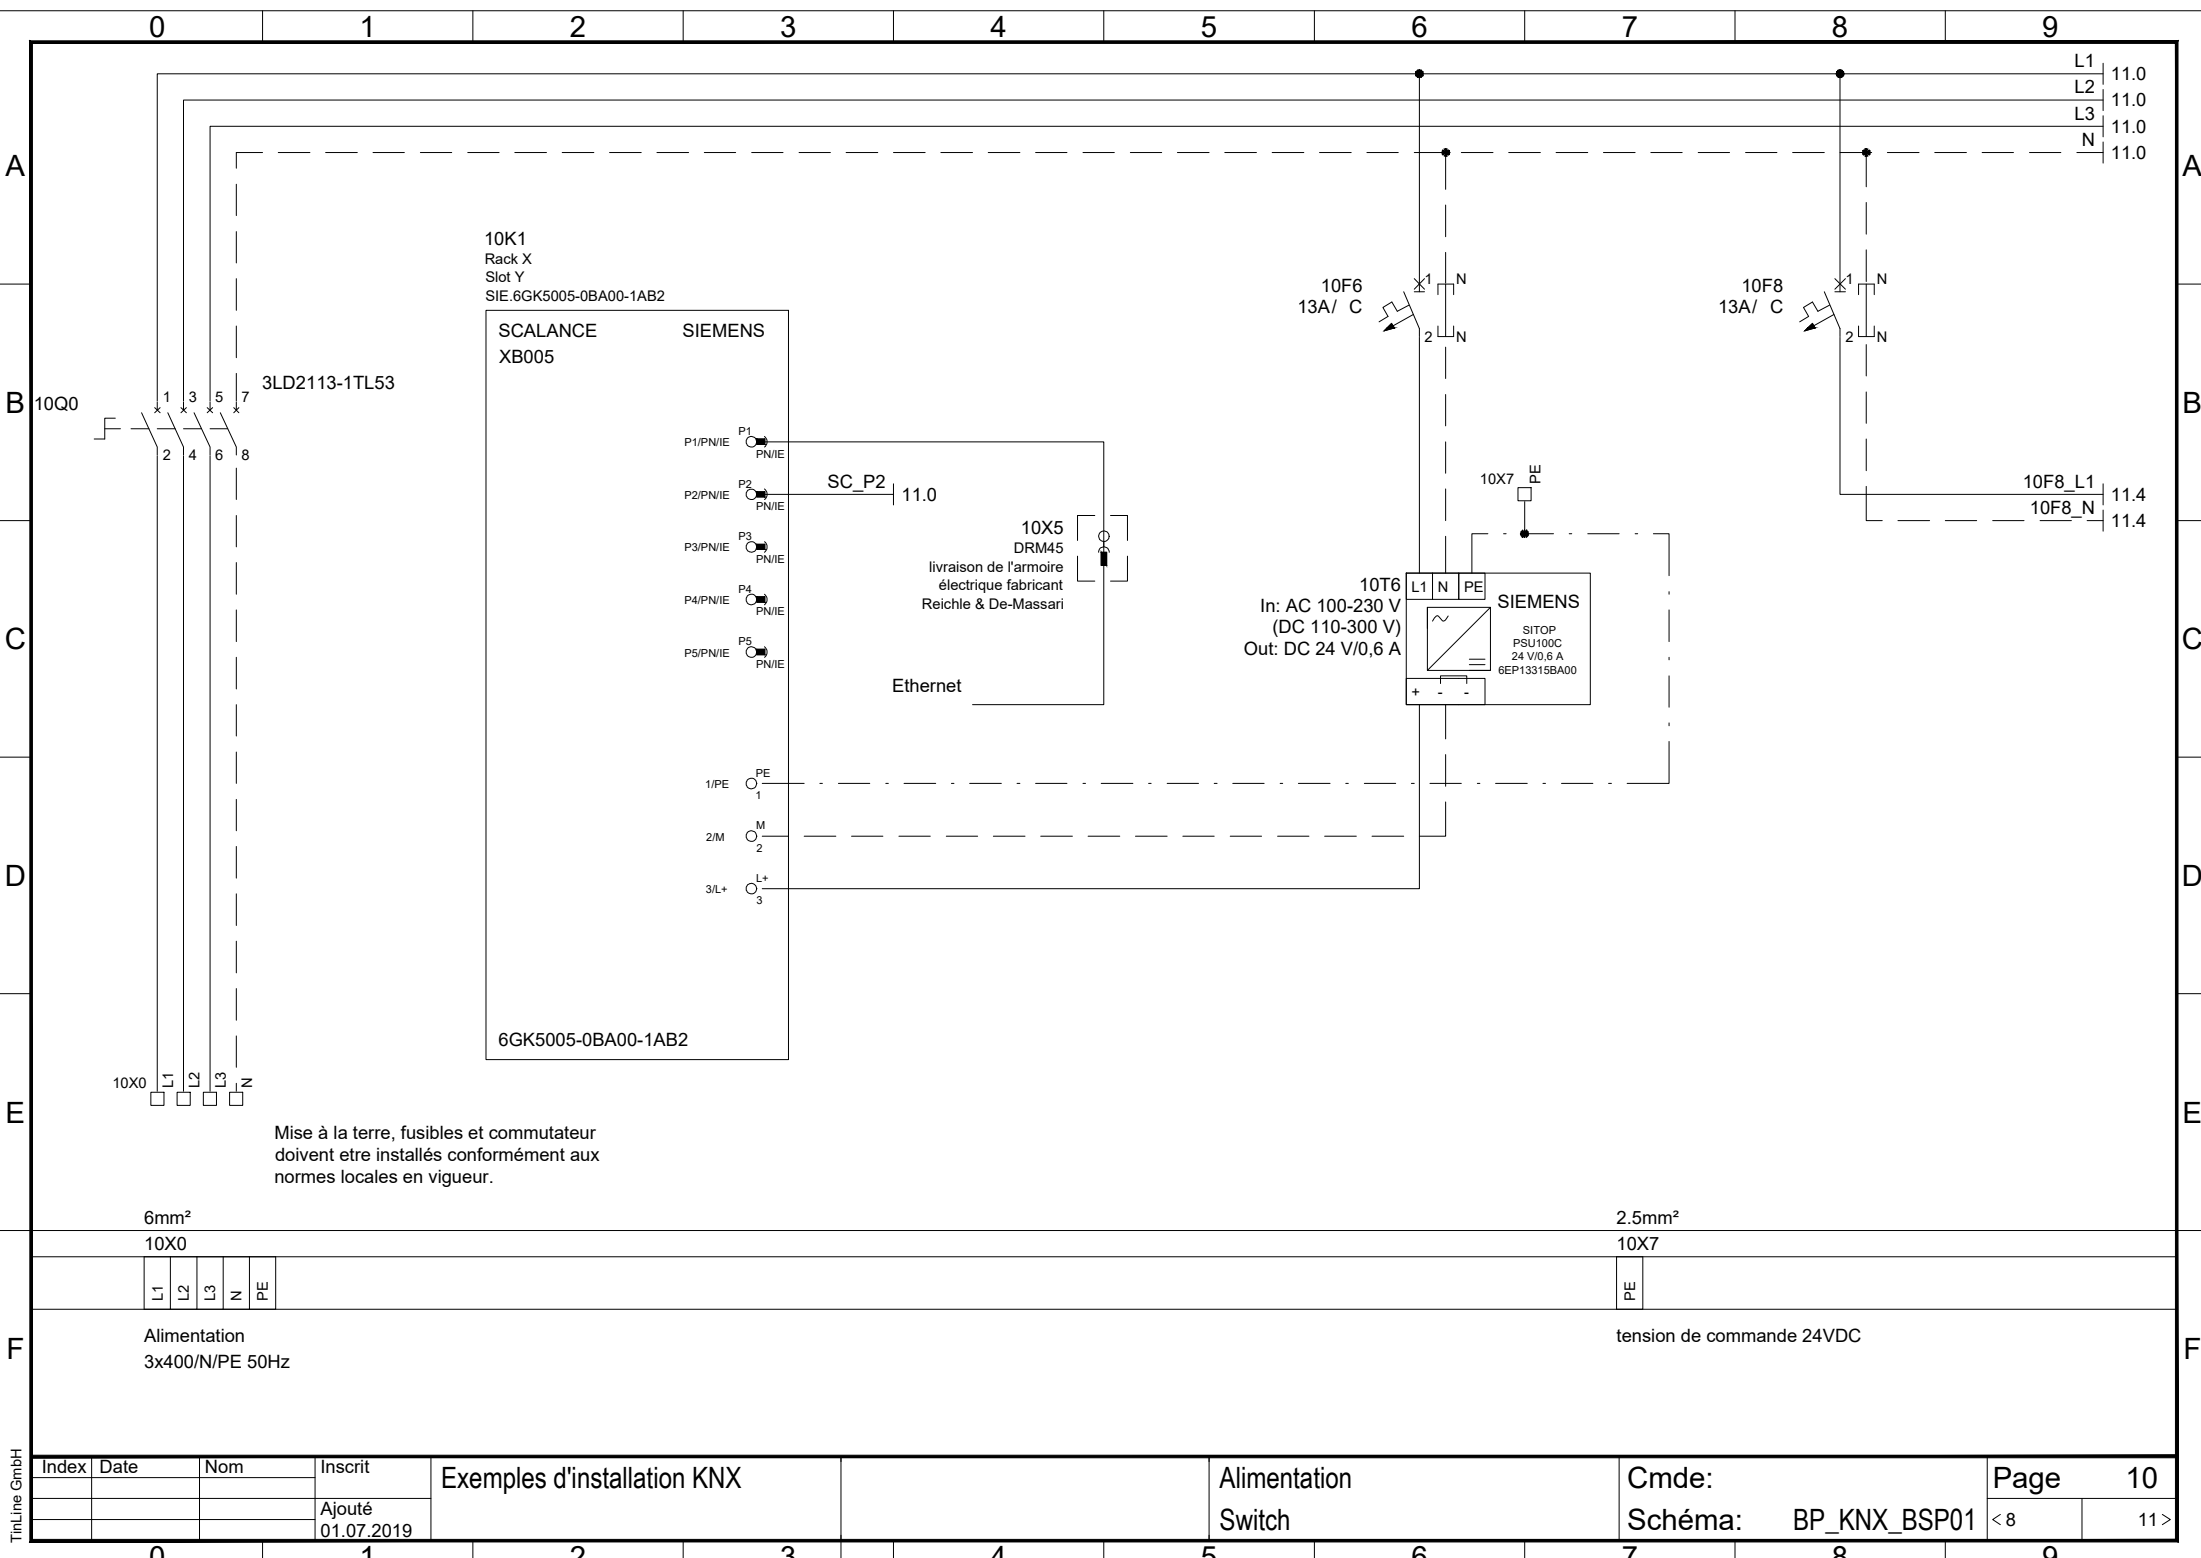 0 1 2 3 4 5 6 7 8 9
L1 11.0
L2 11.0
L3 11.0
N 11.0
A A
10K1
Rack X
Slot Y
SIE.6GK5005-0BA00-1AB2
SCALANCE SIEMENS
XB005
10F6
13A/ C
1 N
2 N
10F8
13A/ C
1 N
2 N
B B
10Q0
3LD2113-1TL53
1 3 5 7
2 4 6 8
P1/PN/IE P1
PN/IE
P2/PN/IE P2
PN/IE
SC_P2 11.0
P3/PN/IE P3
PN/IE
P4/PN/IE P4
PN/IE
P5/PN/IE P5
PN/IE
10X7 PE
10F8_L1 11.4
10F8_N 11.4
10X5
DRM45
livraison de l'armoire
électrique fabricant
Reichle & De-Massari
Ethernet
C C
10T6
In: AC 100-230 V
(DC 110-300 V)
Out: DC 24 V/0,6 A
L1 N PE
SIEMENS
SITOP
PSU100C
24 V/0,6 A
6EP13315BA00
+ - -
1/PE PE
1
2/M M
2
3/L+ L+
3
D D
6GK5005-0BA00-1AB2
10X0 L1 L2 L3 N
E E
Mise à la terre, fusibles et commutateur
doivent etre installés conformément aux
normes locales en vigueur.
6mm² 2.5mm²
10X0 10X7
L1 L2 L3 N PE PE
F F
Alimentation
3x400/N/PE 50Hz
tension de commande 24VDC
TinLine GmbH
Index Date Nom Inscrit
Ajouté
01.07.2019
Exemples d'installation KNX
Alimentation
Switch
Cmde:
Schéma: BP_KNX_BSP01
Page 10
< 8 11 >
0 1 2 3 4 5 6 7 8 9